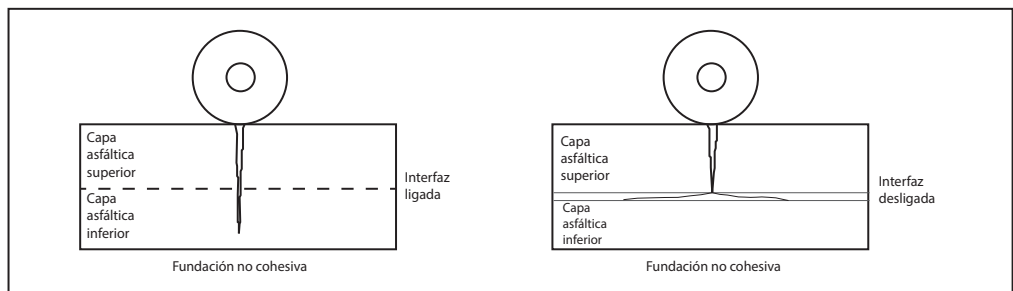 Capa
asfáltica
superior
Capa
asfáltica
inferior
Interfaz
ligada
Fundación no cohesiva
Capa
asfáltica
superior
Capa
asfáltica
inferior
Interfaz
desligada
Fundación no cohesiva